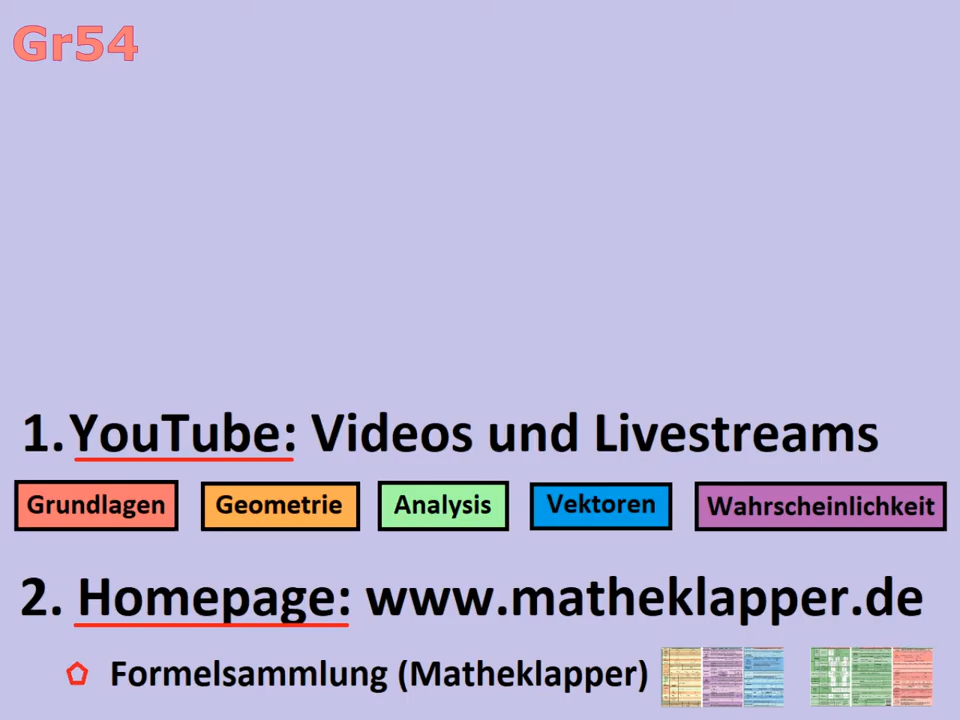 Gr54
1. YouTube: Videos und Livestreams
Grundlagen Geometrie Analysis Vektoren Wahrscheinlichkeit
2. Homepage: www.matheklapper.de
Formelsammlung (Matheklapper)